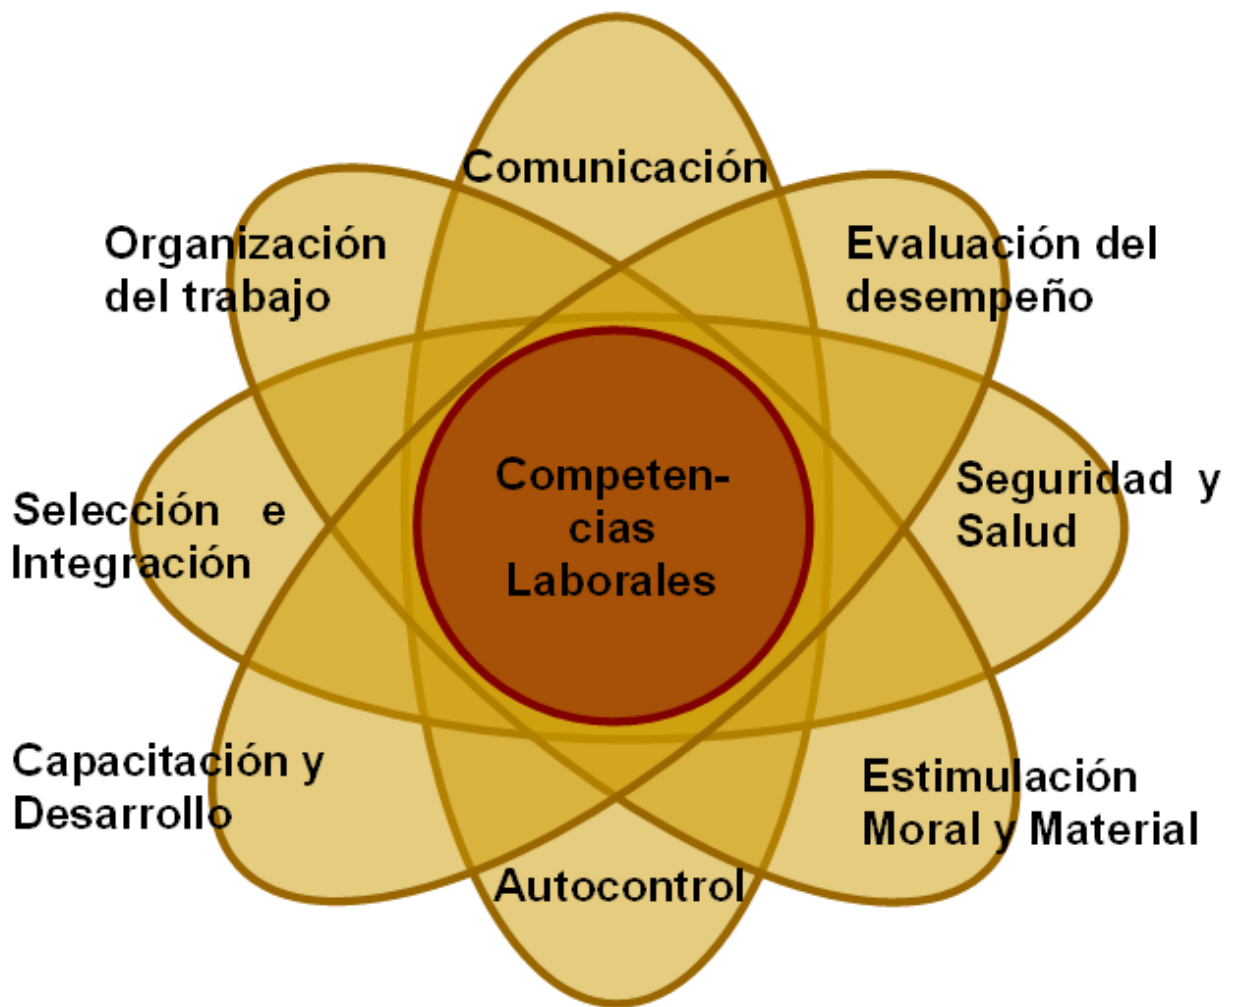 Comunicación
Organización
del trabajo
Evaluación del
desempeño
Selección e
Integración
Competen-
cias
Laborales
Seguridad y
Salud
Capacitación y
Desarrollo
Estimulación
Moral y Material
Autocontrol